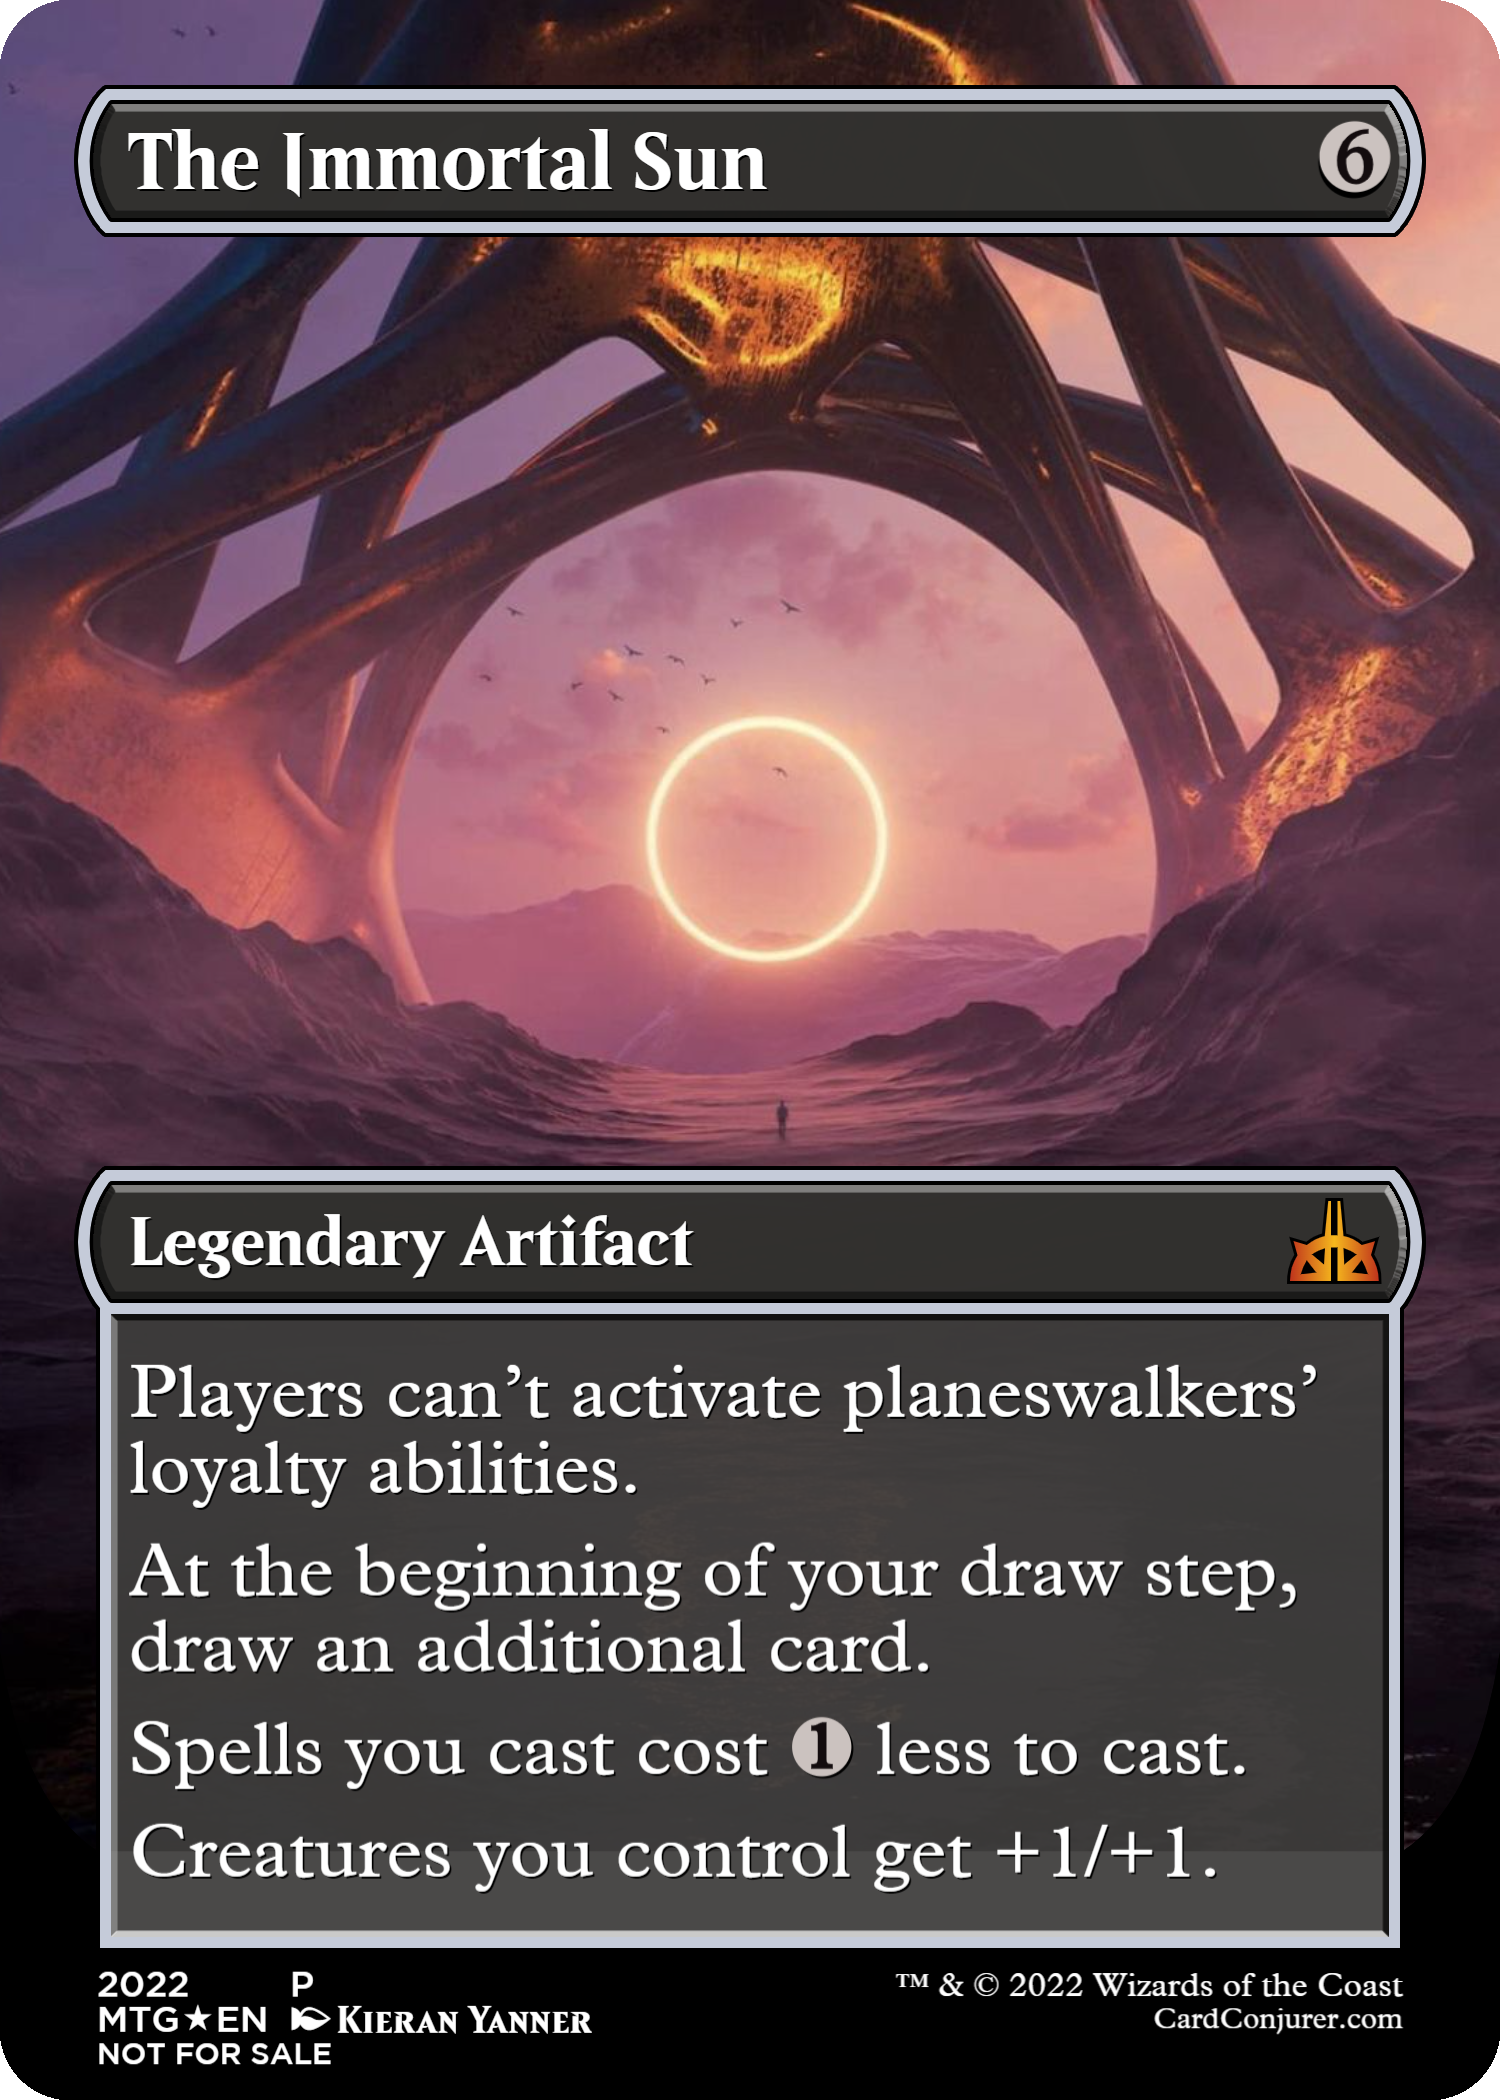 The Immortal Sun 6
Legendary Artifact
Players can’t activate planeswalkers’
loyalty abilities.
At the beginning of your draw step,
draw an additional card.
Spells you cast cost 1 less to cast.
Creatures you control get +1/+1.
2022 P
MTG★EN KIERAN YANNER
NOT FOR SALE
™ & © 2022 Wizards of the Coast
CardConjurer.com